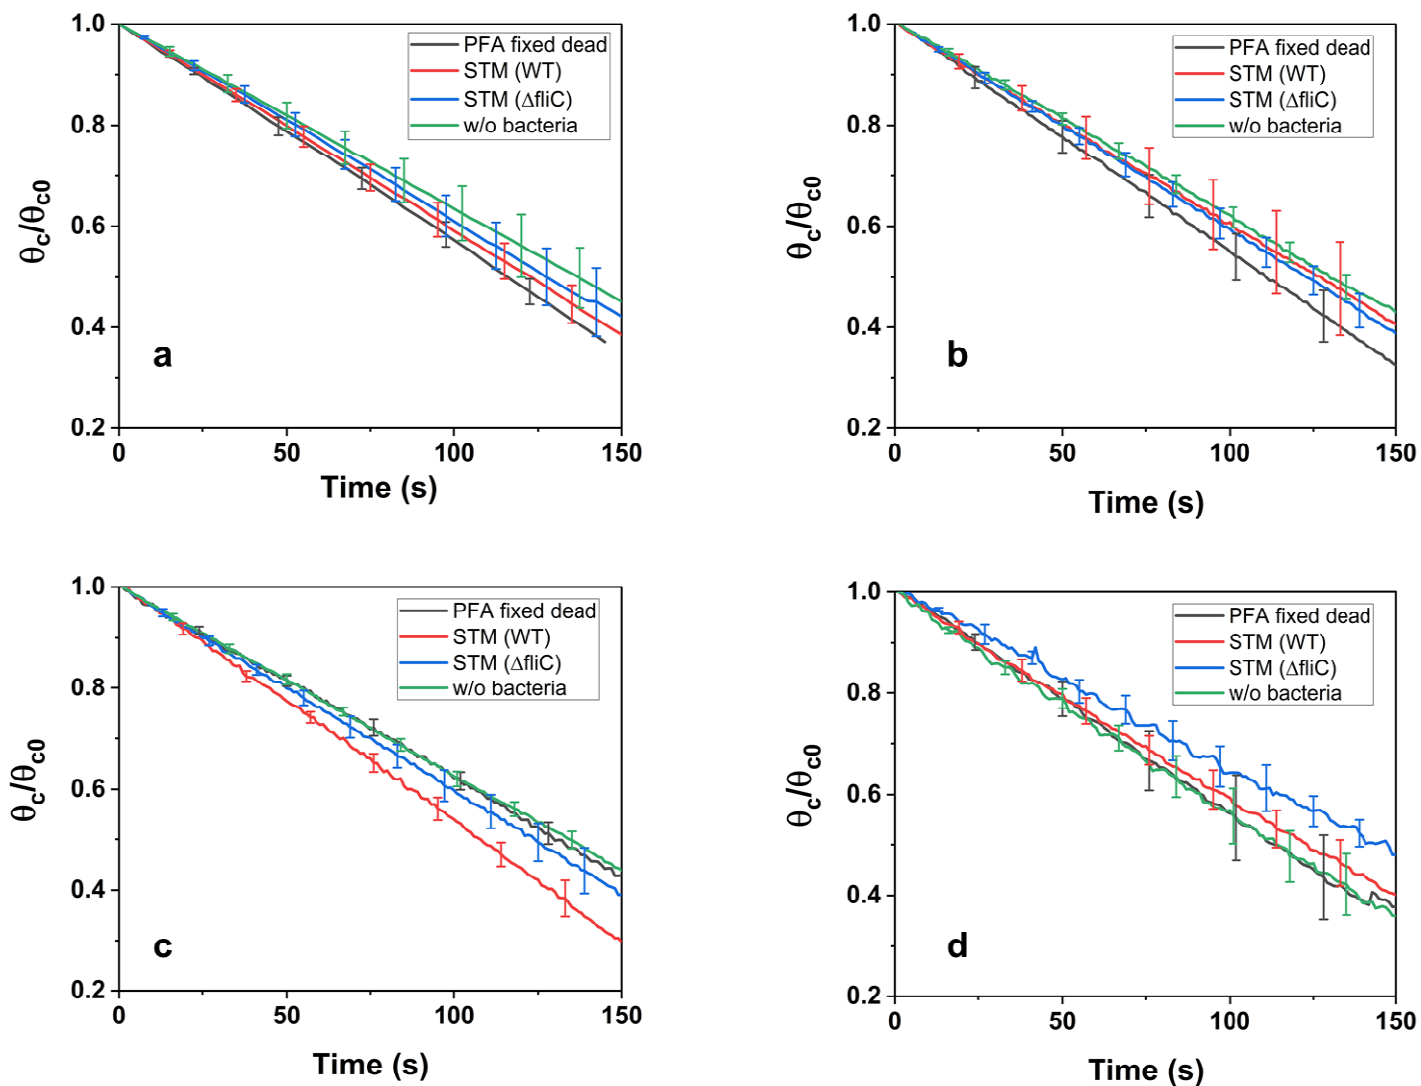 1.0
0.8
0.6
0.4
0.2
0
50
100
150
θc/θc0
Time (s)
PFA fixed dead
STM (WT)
STM (ΔfliC)
w/o bacteria
a
1.0
0.8
0.6
0.4
0.2
0
50
100
150
θc/θc0
Time (s)
PFA fixed dead
STM (WT)
STM (ΔfliC)
w/o bacteria
b
1.0
0.8
0.6
0.4
0.2
0
50
100
150
θc/θc0
Time (s)
PFA fixed dead
STM (WT)
STM (ΔfliC)
w/o bacteria
c
1.0
0.8
0.6
0.4
0.2
0
50
100
150
θc/θc0
Time (s)
PFA fixed dead
STM (WT)
STM (ΔfliC)
w/o bacteria
d